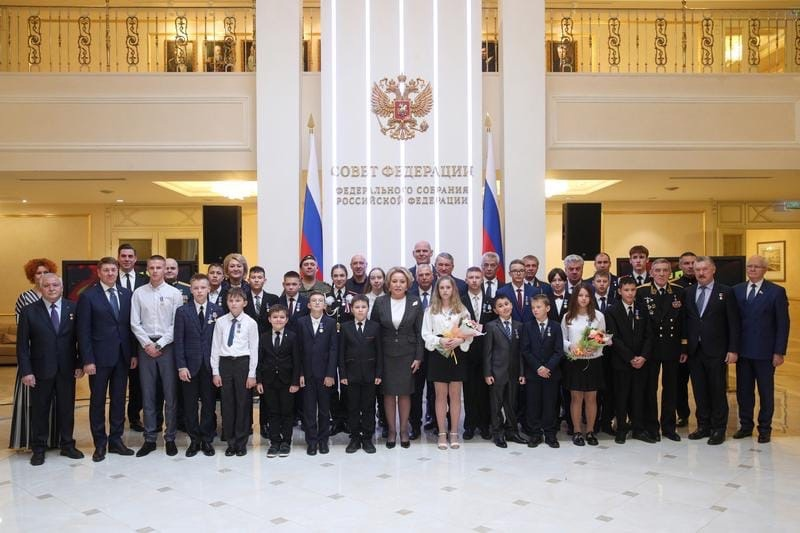 СОВЕТ ФЕДЕРАЦИИ
ФЕДЕРАЛЬНОГО СОБРАНИЯ
РОССИЙСКОЙ ФЕДЕРАЦИИ